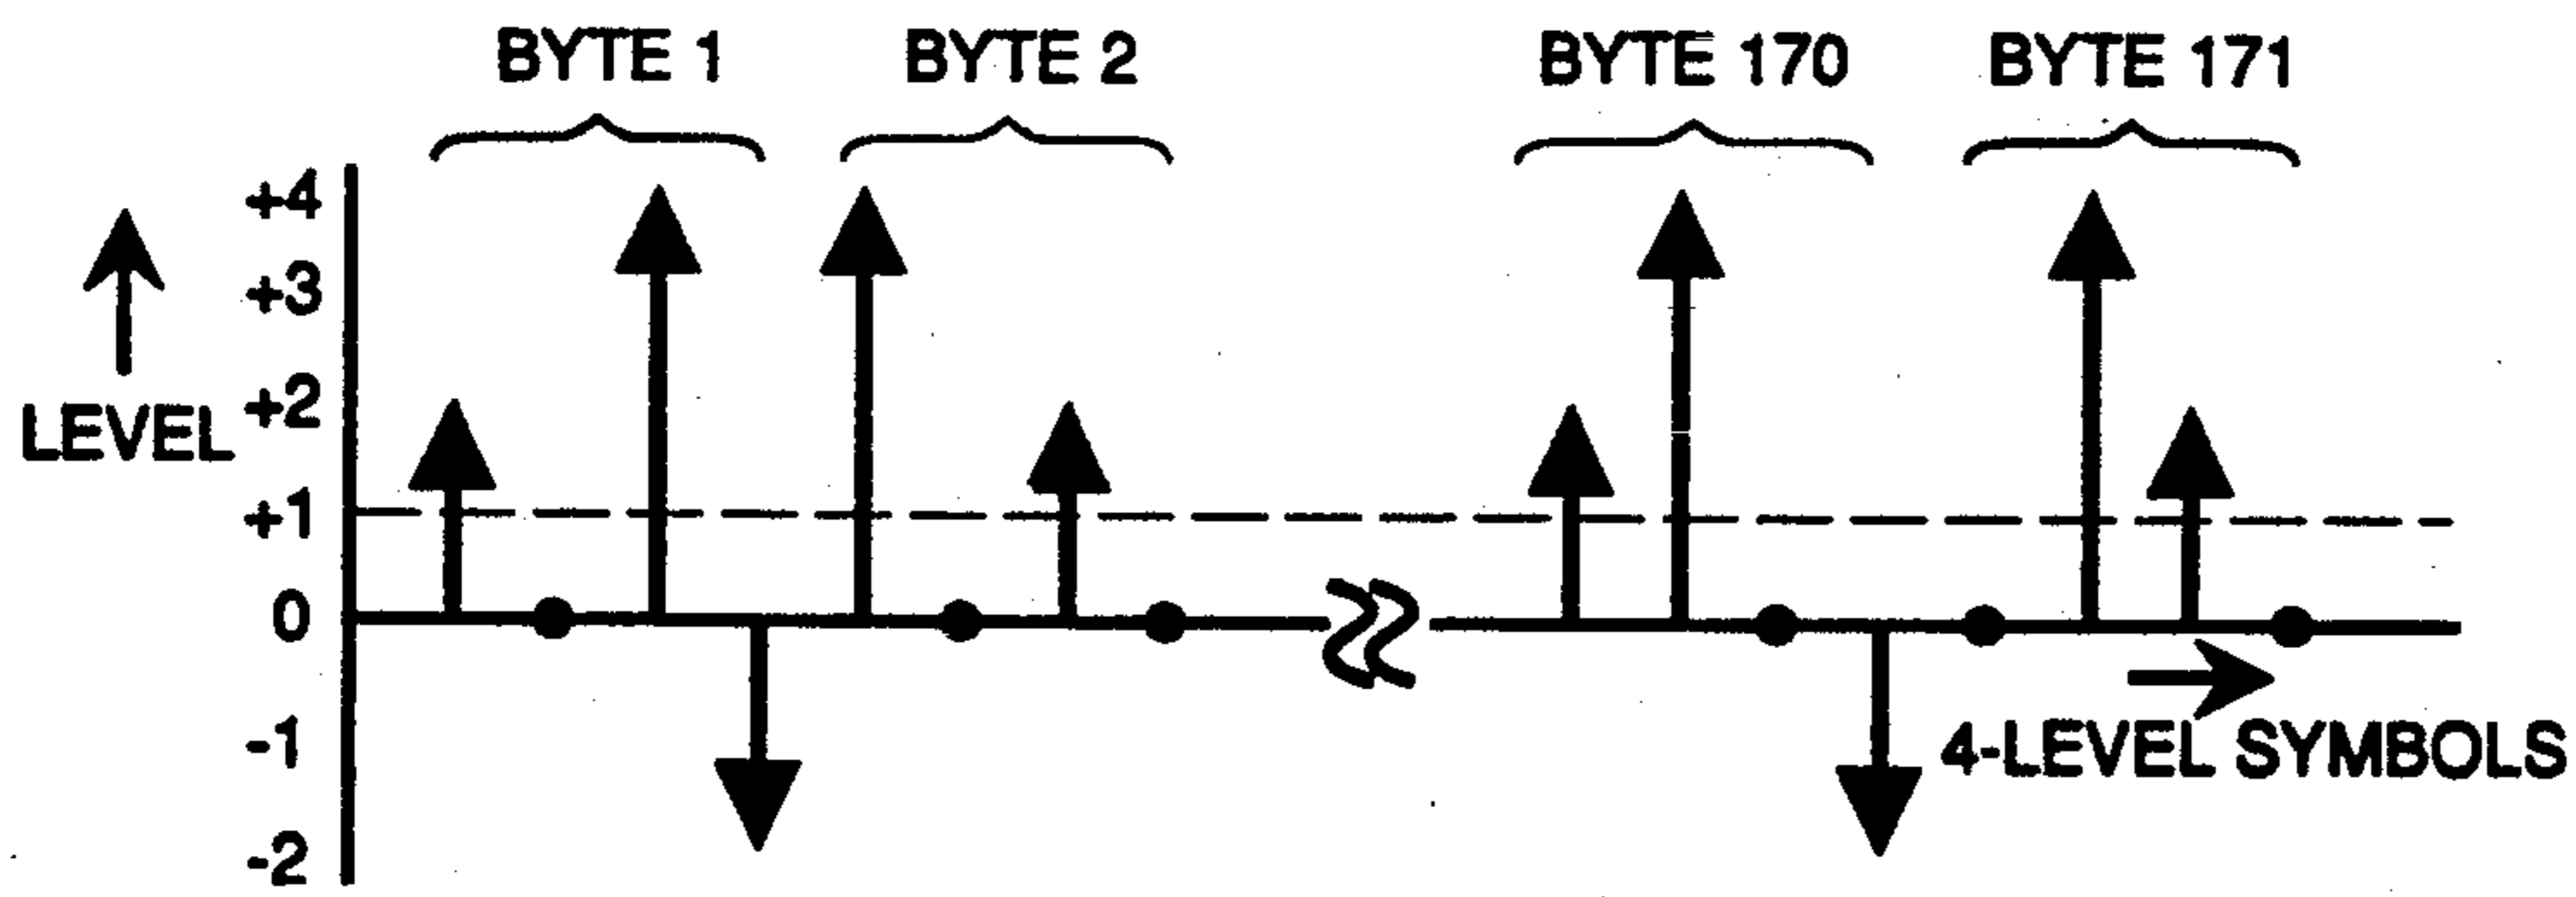 BYTE 1
BYTE 2
BYTE 170
BYTE 171
+4
+3
+2
+1
0
-1
-2
LEVEL
4-LEVEL SYMBOLS